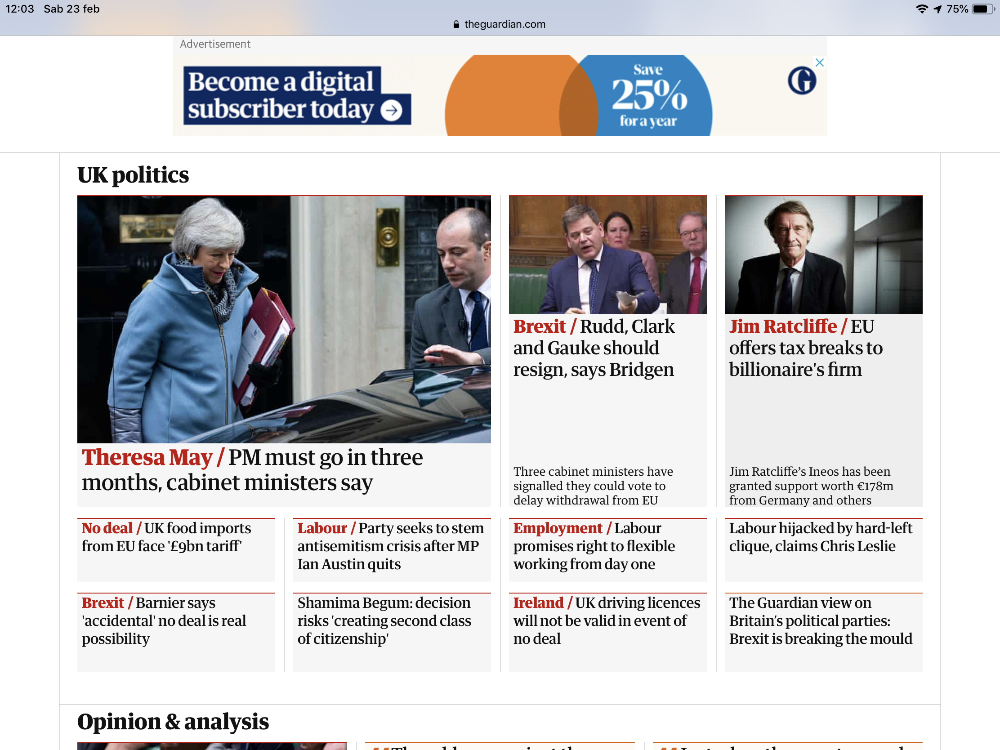 12:03 Sab 23 feb
75%
theguardian.com
Advertisement
Become a digital
subscriber today
Save
25%
for a year
G
UK politics
Theresa May / PM must go in three
months, cabinet ministers say
Brexit / Rudd, Clark
and Gauke should
resign, says Bridgen
Three cabinet ministers have
signalled they could vote to
delay withdrawal from EU
Jim Ratcliffe / EU
offers tax breaks to
billionaire's firm
Jim Ratcliffe’s Ineos has been
granted support worth €178m
from Germany and others
No deal / UK food imports
from EU face '£9bn tariff'
Labour / Party seeks to stem
antisemitism crisis after MP
Ian Austin quits
Employment / Labour
promises right to flexible
working from day one
Labour hijacked by hard-left
clique, claims Chris Leslie
Brexit / Barnier says
'accidental' no deal is real
possibility
Shamima Begum: decision
risks 'creating second class
of citizenship'
Ireland / UK driving licences
will not be valid in event of
no deal
The Guardian view on
Britain’s political parties:
Brexit is breaking the mould
Opinion & analysis